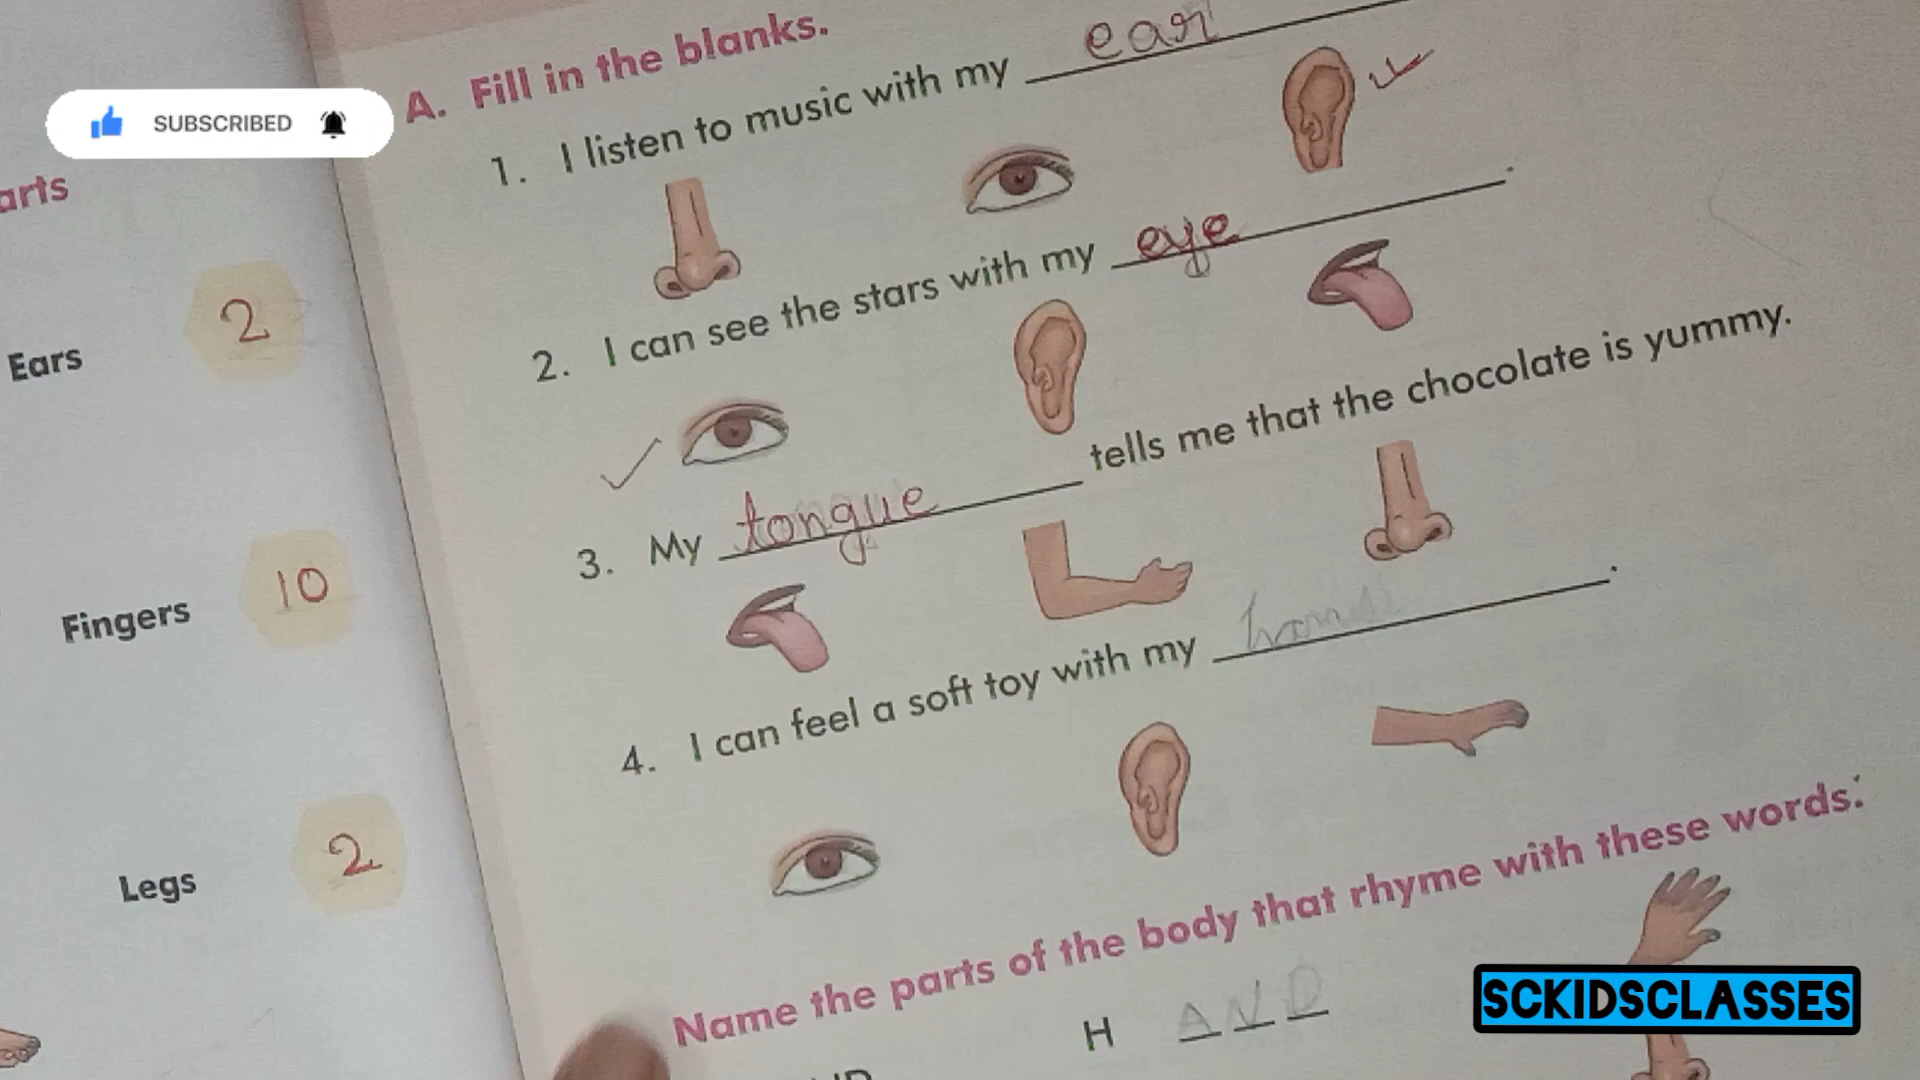 SUBSCRIBED
arts
Ears 2
Fingers 10
Legs 2
A. Fill in the blanks.
1. I listen to music with my ear
2. I can see the stars with my eye.
3. My tongue tells me that the chocolate is yummy.
4. I can feel a soft toy with my hand.
Name the parts of the body that rhyme with these words:
H A N D
SCKIDSCLASSES